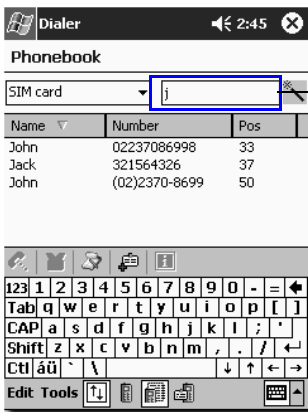 Dialer 2:45
Phonebook
SIM card j
Name Number Pos
John 02237086998 33
Jack 321564326 37
John (02)2370-8699 50
123 1 2 3 4 5 6 7 8 9 0 - =
Tab q w e r t y u i o p [ ]
CAP a s d f g h j k l ; '
Shift z x c v b n m , . /
Ctl áü ` \
Edit Tools